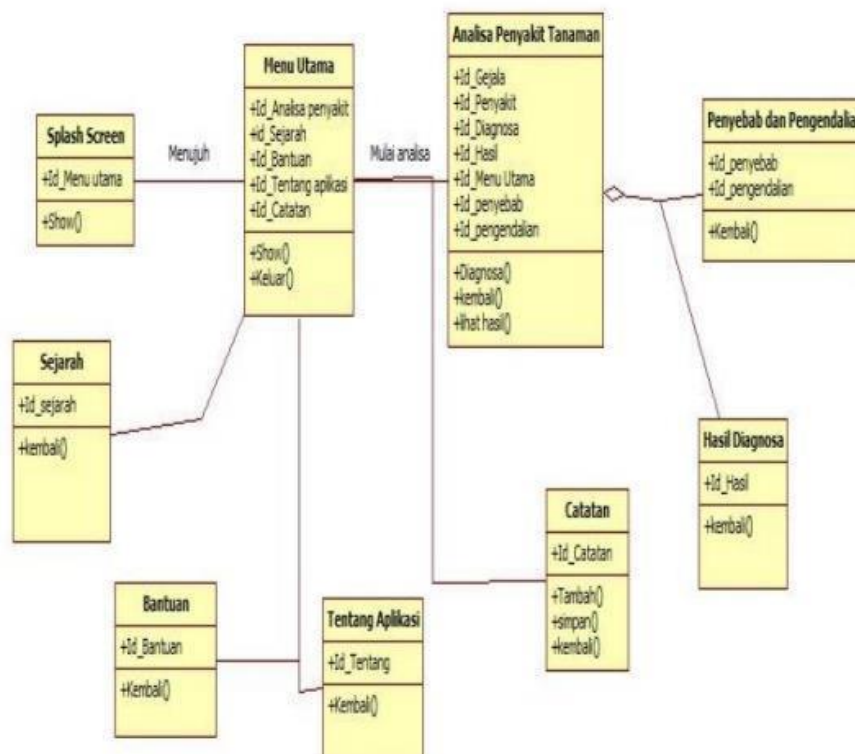 Analisa Penyakit Tanaman
+Id_Gejala
+Id_Penyakit
+Id_Diagnosa
+Id_Hasil
+Id_Menu Utama
+Id_penyebab
+Id_pengendalian
+Diagnosa()
+kembali()
+lihat hasil()
Menu Utama
+Id_Analisa penyakit
+id_Sejarah
+Id_Bantuan
+Id_Tentang aplikasi
+Id_Catatan
+Show()
+Keluar()
Splash Screen
+Id_Menu utama
+Show()
Menujuh
Mulai analisa
Penyebab dan Pengendalia
+Id_penyebab
+Id_pengendalian
+Kembali()
Sejarah
+Id_sejarah
+kembali()
Hasil Diagnosa
+Id_Hasil
+kembali()
Catatan
+Id_Catatan
+Tambah()
+simpan()
+kembali()
Bantuan
+Id_Bantuan
+Kembali()
Tentang Aplikasi
+Id_Tentang
+Kembali()